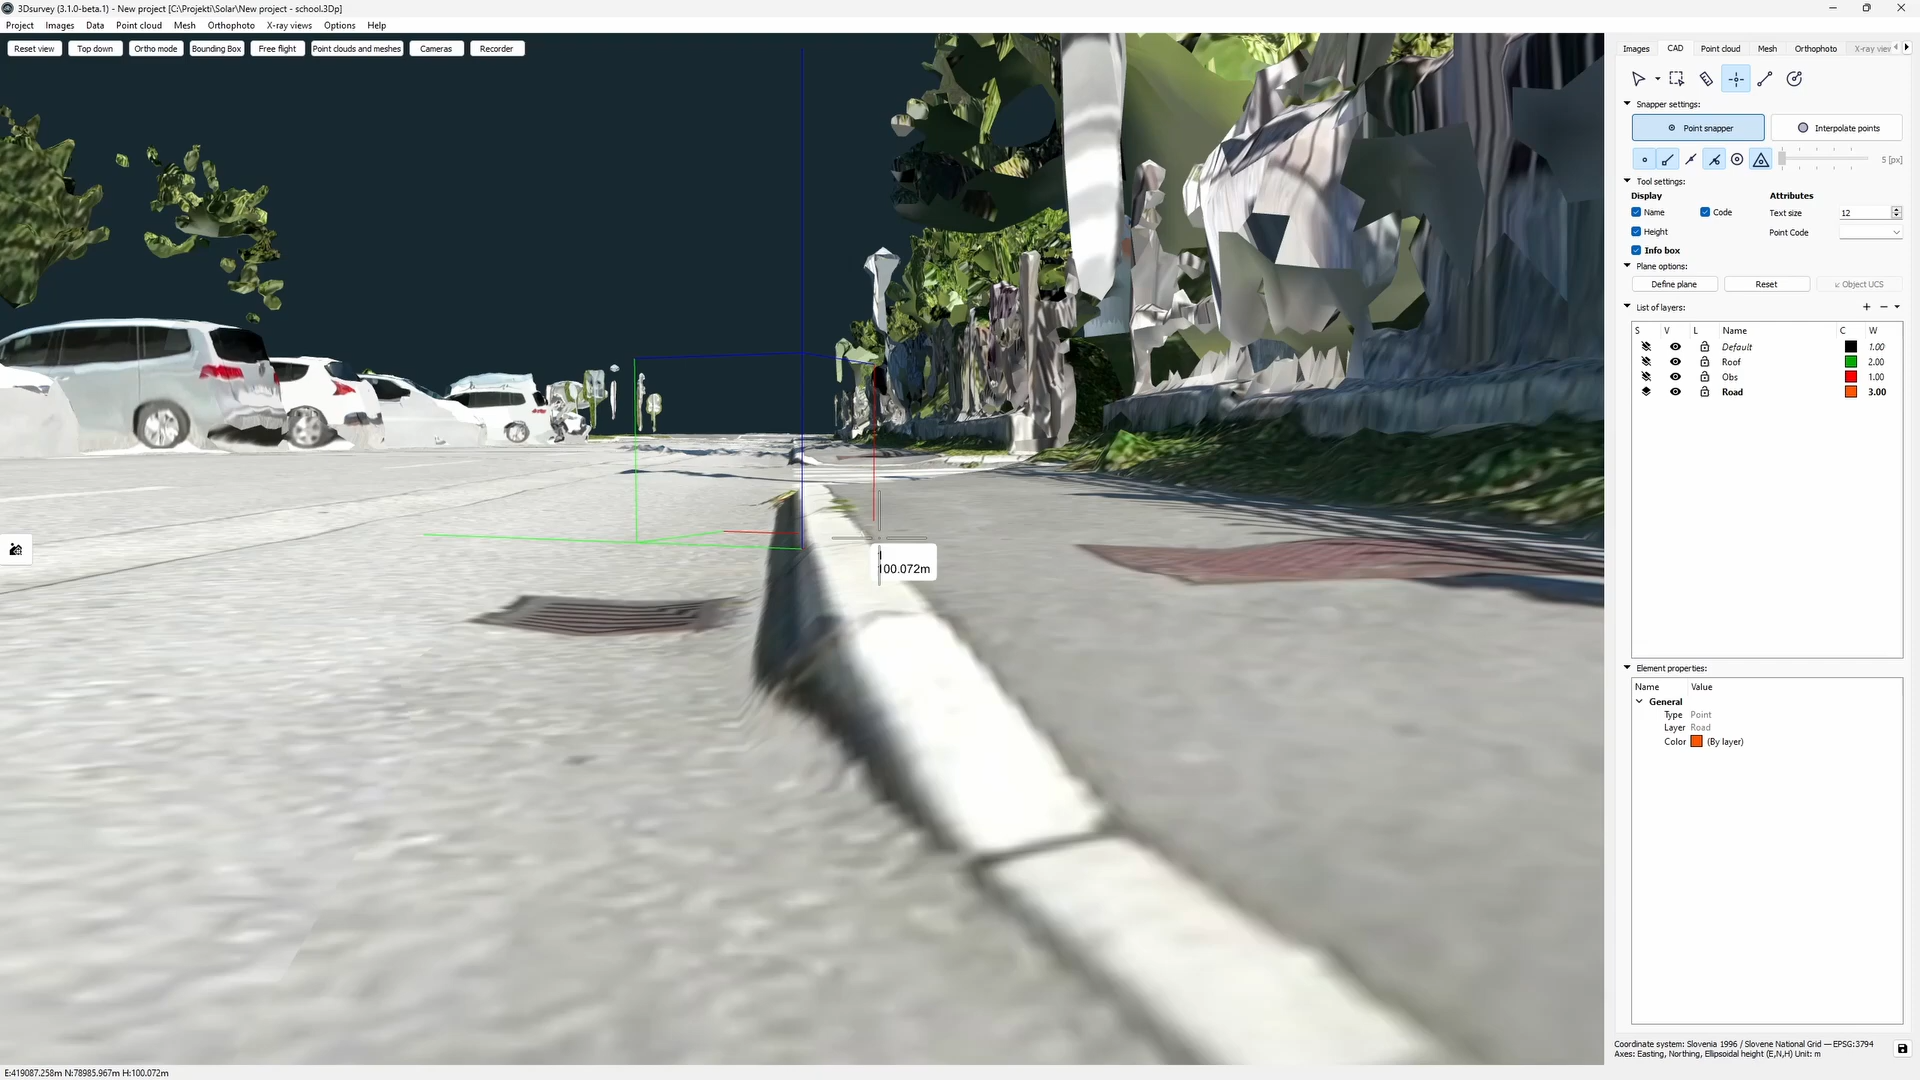 3Dsurvey (3.1.0-beta.1) - New project [C:\Projekti\Solar\New project - school.3Dp]
Project Images Data Point cloud Mesh Orthophoto X-ray views Options Help
Reset view Top down Ortho mode Bounding Box Free flight Point clouds and meshes Cameras Recorder
Images CAD Point cloud Mesh Orthophoto
Snapper settings:
Point snapper Interpolate points
5 [px]
Tool settings:
Display Attributes
Name Code Text size 12
Height Point Code
Info box
Plane options:
Define plane Reset Object UCS
List of layers:
S V L Name C W
Default 1.00
Roof 2.00
Obs 1.00
Road 3.00
100.072m
Element properties:
Name Value
General
Type Point
Layer Road
Color (By layer)
Coordinate system: Slovenia 1996 / Slovene National Grid — EPSG:3794
Axes: Easting, Northing, Ellipsoidal height (E,N,H) Unit: m
E:419087.258m N:78985.967m H:100.072m